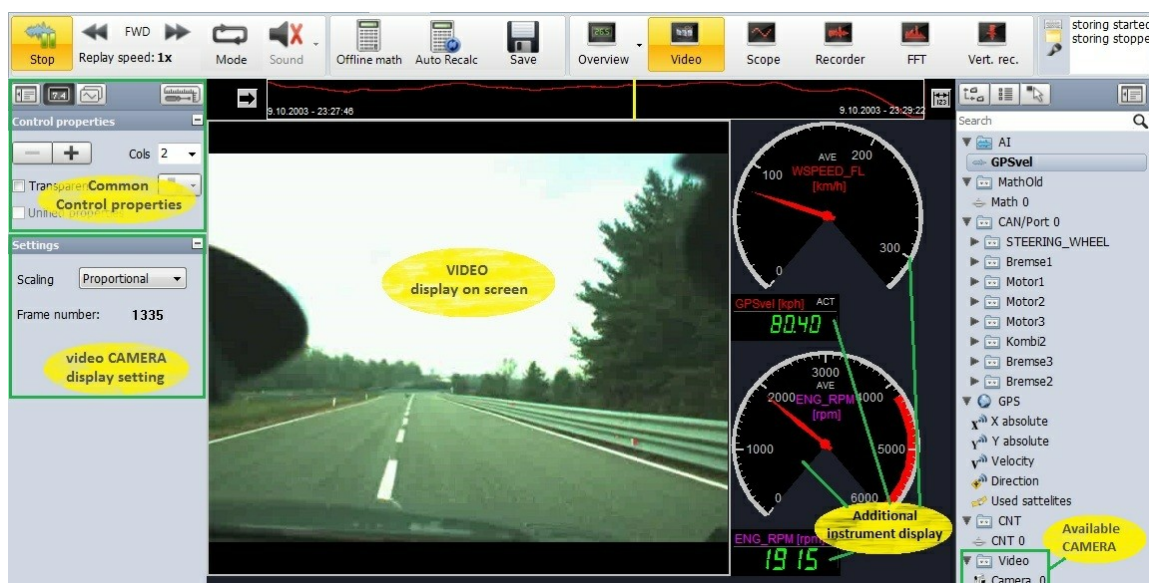 storing started
storing stoppe
FWD
Replay speed: 1x
Stop
Mode
Sound
Offline math
Auto Recalc
Save
Overview
Video
Scope
Recorder
FFT
Vert. rec.
9.10.2003 - 23:27:46
9.10.2003 - 23:29:22
Control properties
Cols 2
Transparen
Common
Control properties
Settings
Scaling Proportional
Frame number: 1335
video CAMERA
display setting
VIDEO
display on screen
AVE
WSPEED_FL
[km/h]
0
100
200
300
GPSvel [kph] ACT
80.40
AVE
ENG_RPM
[rpm]
0
1000
2000
3000
4000
5000
6000
ENG_RPM [rpm]
1915
Additional
instrument display
Search
AI
GPSvel
MathOld
Math 0
CAN/Port 0
STEERING_WHEEL
Bremse1
Motor1
Motor2
Motor3
Kombi2
Bremse3
Bremse2
GPS
X absolute
Y absolute
Velocity
Direction
Used sattelites
CNT
CNT 0
Video
Camera 0
Available
CAMERA